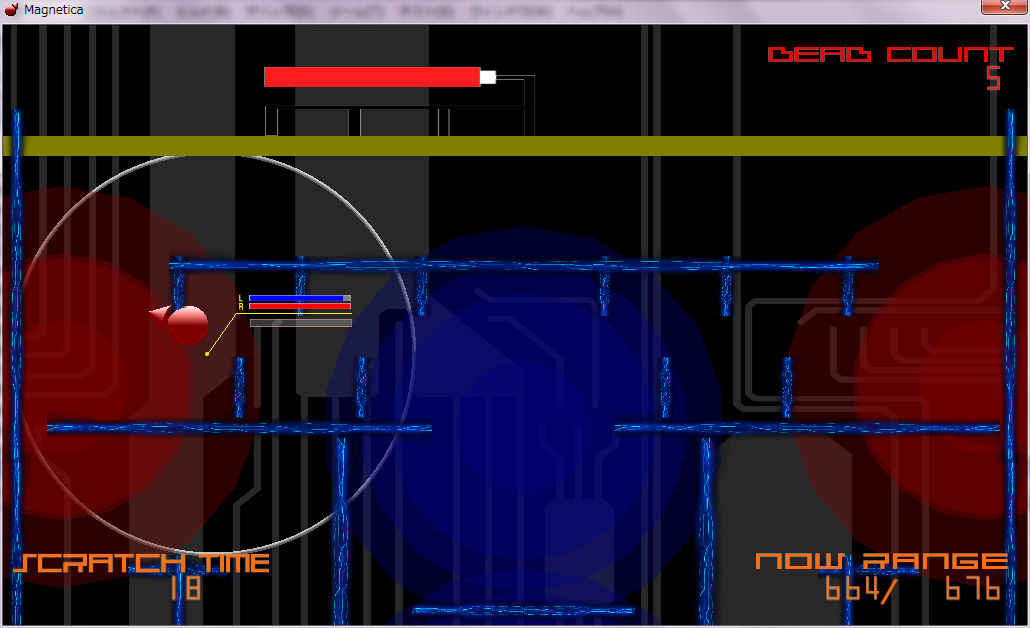 Magnetica
DEAD COUNT
5
L
R
SCRATCH TIME
18
NOW RANGE
664/ 676